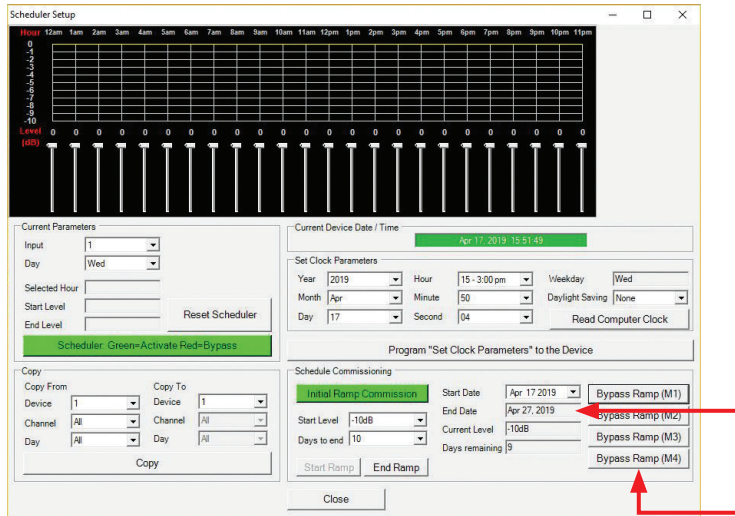 Scheduler Setup
Hour 12am 1am 2am 3am 4am 5am 6am 7am 8am 9am 10am 11am 12pm 1pm 2pm 3pm 4pm 5pm 6pm 7pm 8pm 9pm 10pm 11pm
0
-1
-2
-3
-4
-5
-6
-7
-8
-9
-10
Level 0 0 0 0 0 0 0 0 0 0 0 0 0 0 0 0 0 0 0 0 0 0 0 0
(dB)
Current Parameters
Input 1
Day Wed
Selected Hour
Start Level
End Level
Reset Scheduler
Scheduler: Green=Activate Red=Bypass
Current Device Date / Time
Apr 17, 2019 15:51:49
Set Clock Parameters
Year 2019 Hour 15 - 3:00 pm Weekday Wed
Month Apr Minute 50 Daylight Saving None
Day 17 Second 04 Read Computer Clock
Program "Set Clock Parameters" to the Device
Copy
Copy From Copy To
Device 1 Device 1
Channel All Channel All
Day All Day All
Copy
Schedule Commissioning
Initial Ramp Commission
Start Level -10dB
Days to end 10
Start Ramp End Ramp
Start Date Apr 17 2019
End Date Apr 27, 2019
Current Level -10dB
Days remaining 9
Bypass Ramp (M1)
Bypass Ramp (M2)
Bypass Ramp (M3)
Bypass Ramp (M4)
Close